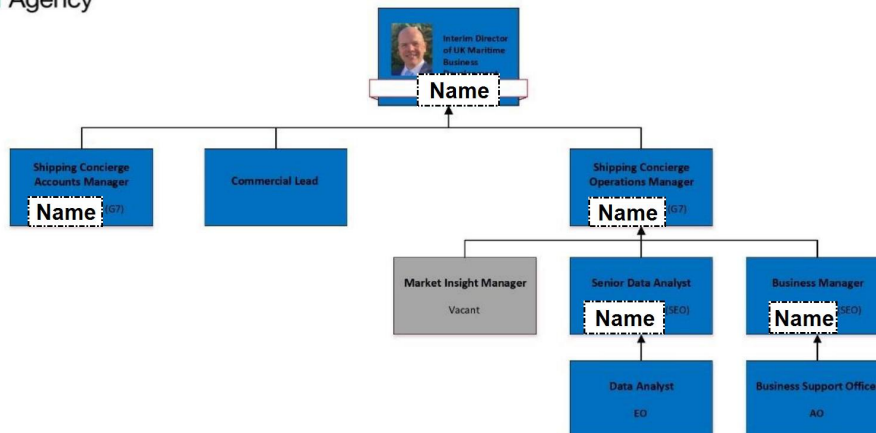 Agency
Interim Director
of UK Maritime
Business
Name
Shipping Concierge
Accounts Manager
Name (G7)
Commercial Lead
Shipping Concierge
Operations Manager
Name (G7)
Market Insight Manager
Vacant
Senior Data Analyst
Name (SEO)
Business Manager
Name (SEO)
Data Analyst
EO
Business Support Office
AO